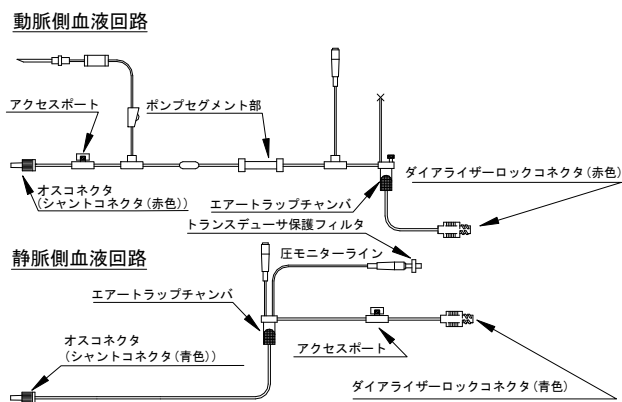 動脈側血液回路
アクセスポート
ポンプセグメント部
オスコネクタ
(シャントコネクタ(赤色))
エアートラップチャンバ
ダイアライザーロックコネクタ(赤色)
トランスデューサ保護フィルタ
静脈側血液回路
圧モニターライン
エアートラップチャンバ
オスコネクタ
(シャントコネクタ(青色))
アクセスポート
ダイアライザーロックコネクタ(青色)